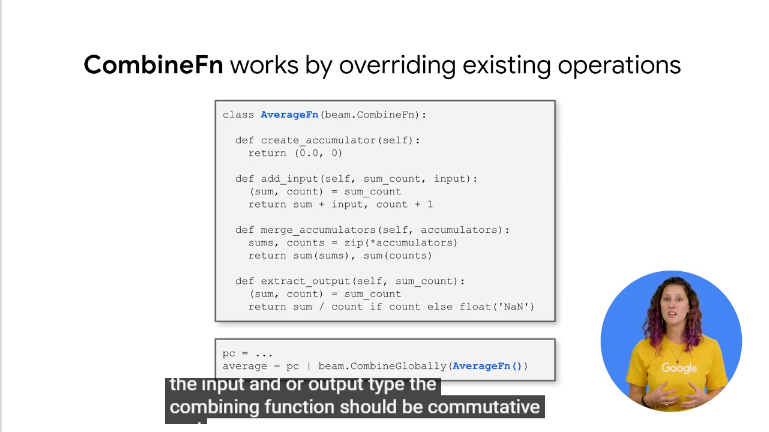 CombineFn works by overriding existing operations
class AverageFn(beam.CombineFn):
def create_accumulator(self):
return (0.0, 0)
def add_input(self, sum_count, input):
(sum, count) = sum_count
return sum + input, count + 1
def merge_accumulators(self, accumulators):
sums, counts = zip(*accumulators)
return sum(sums), sum(counts)
def extract_output(self, sum_count):
(sum, count) = sum_count
return sum / count if count else float('NaN')
pc = ...
average = pc | beam.CombineGlobally(AverageFn())
Google
the input and or output type the
combining function should be commutative